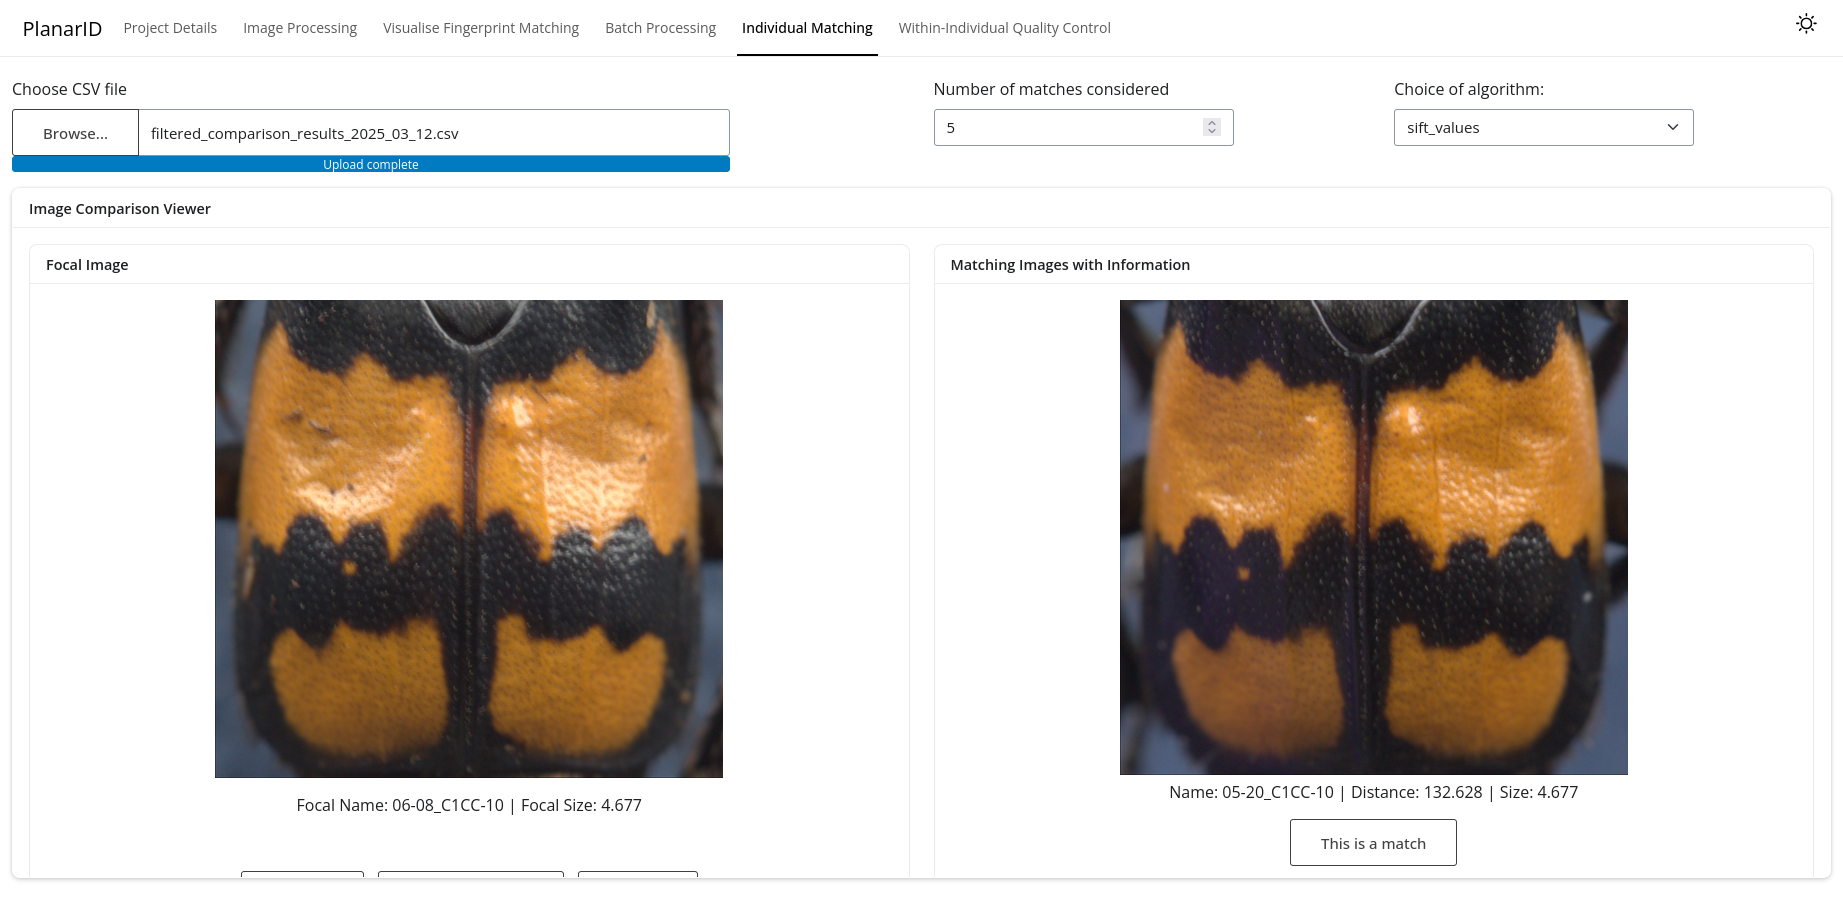 PlanarID
Project Details
Image Processing
Visualise Fingerprint Matching
Batch Processing
Individual Matching
Within-Individual Quality Control
Choose CSV file
Browse...
filtered_comparison_results_2025_03_12.csv
Upload complete
Number of matches considered
5
Choice of algorithm:
sift_values
Image Comparison Viewer
Focal Image
Focal Name: 06-08_C1CC-10 | Focal Size: 4.677
Matching Images with Information
Name: 05-20_C1CC-10 | Distance: 132.628 | Size: 4.677
This is a match